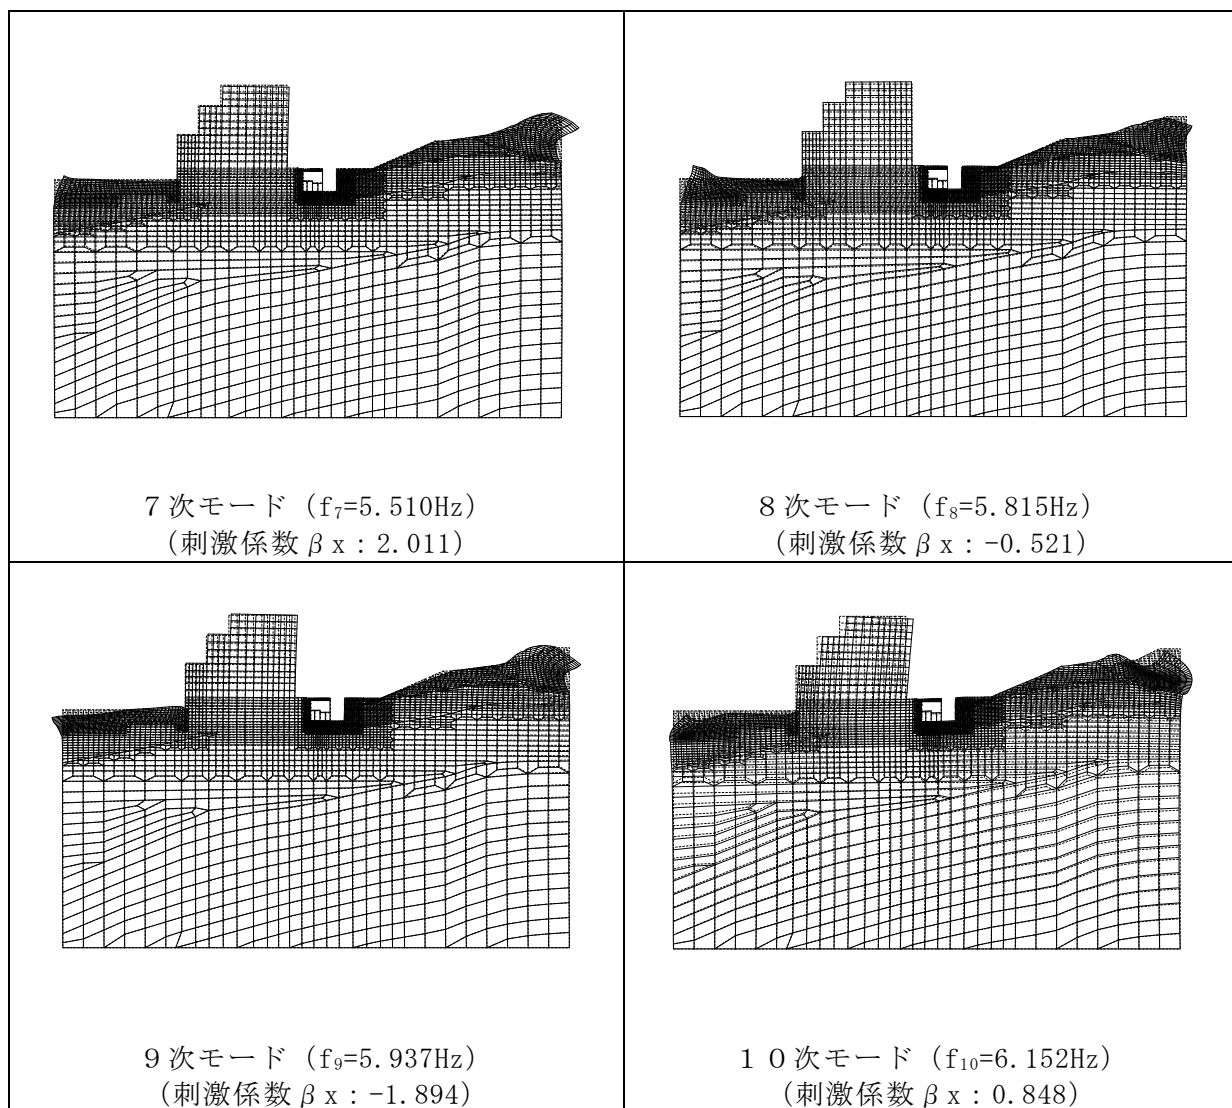 ７次モード（f₇=5.510Hz）
（刺激係数βx：2.011）
８次モード（f₈=5.815Hz）
（刺激係数βx：-0.521）
９次モード（f₉=5.937Hz）
（刺激係数βx：-1.894）
１０次モード（f₁₀=6.152Hz）
（刺激係数βx：0.848）